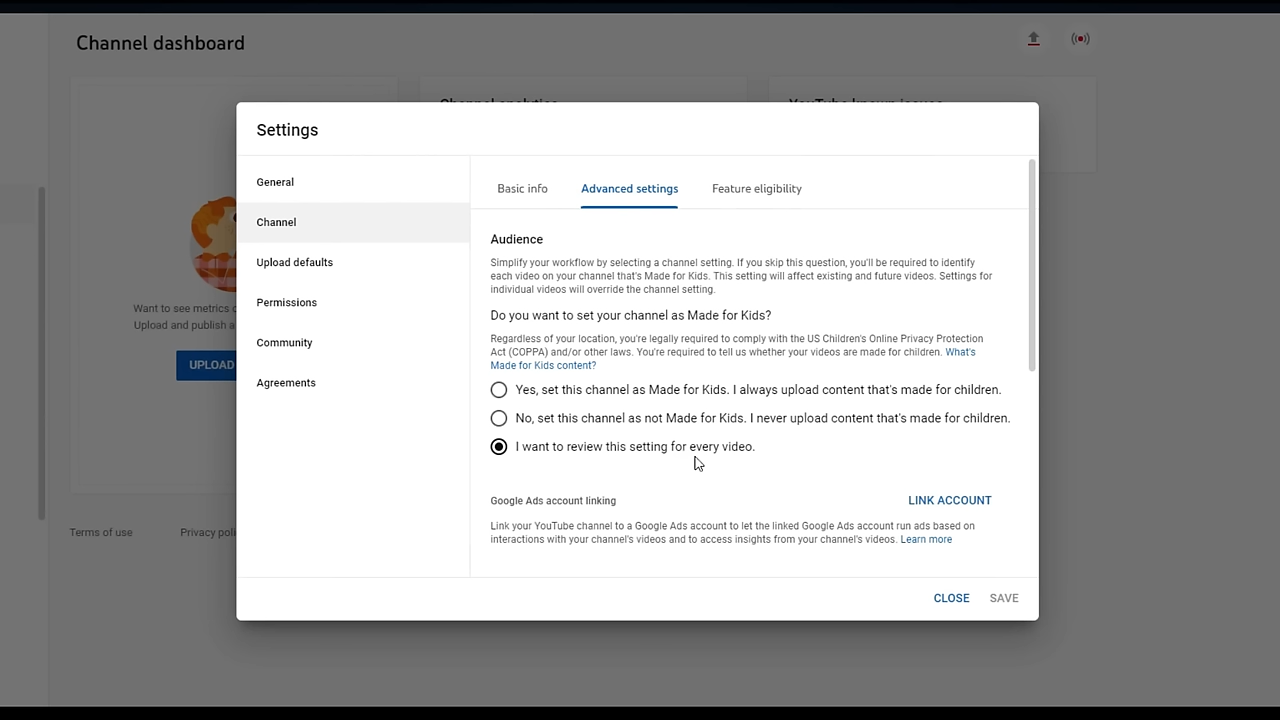 Channel dashboard
Settings
General
Channel
Upload defaults
Permissions
Community
Agreements
Basic info
Advanced settings
Feature eligibility
Audience
Simplify your workflow by selecting a channel setting. If you skip this question, you'll be required to identify
each video on your channel that's Made for Kids. This setting will affect existing and future videos. Settings for
individual videos will override the channel setting.
Do you want to set your channel as Made for Kids?
Regardless of your location, you're legally required to comply with the US Children's Online Privacy Protection
Act (COPPA) and/or other laws. You're required to tell us whether your videos are made for children. What's
Made for Kids content?
Yes, set this channel as Made for Kids. I always upload content that's made for children.
No, set this channel as not Made for Kids. I never upload content that's made for children.
I want to review this setting for every video.
Google Ads account linking
LINK ACCOUNT
Link your YouTube channel to a Google Ads account to let the linked Google Ads account run ads based on
interactions with your channel's videos and to access insights from your channel's videos. Learn more
CLOSE
SAVE
Want to see metrics
Upload and publish a
UPLOAD
Terms of use
Privacy
Channel analytics
YouTube known issues